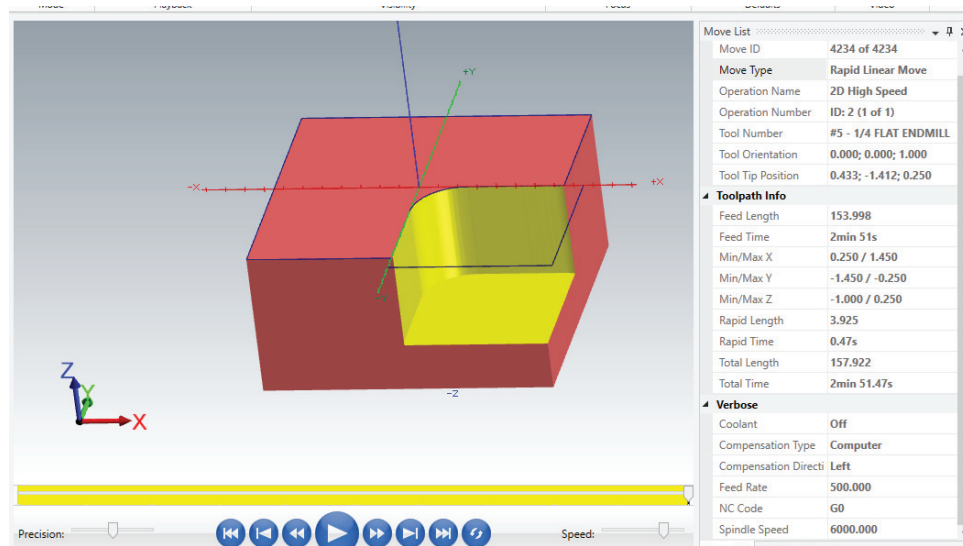 Mode Playback Visibility Focus Defaults Video
Move List
Move ID 4234 of 4234
Move Type Rapid Linear Move
Operation Name 2D High Speed
Operation Number ID: 2 (1 of 1)
Tool Number #5 - 1/4 FLAT ENDMILL
Tool Orientation 0.000; 0.000; 1.000
Tool Tip Position 0.433; -1.412; 0.250
Toolpath Info
Feed Length 153.998
Feed Time 2min 51s
Min/Max X 0.250 / 1.450
Min/Max Y -1.450 / -0.250
Min/Max Z -1.000 / 0.250
Rapid Length 3.925
Rapid Time 0.47s
Total Length 157.922
Total Time 2min 51.47s
Verbose
Coolant Off
Compensation Type Computer
Compensation Directi Left
Feed Rate 500.000
NC Code G0
Spindle Speed 6000.000
+Y
-X
+X
-Z
Z
Y
X
Precision:
Speed: